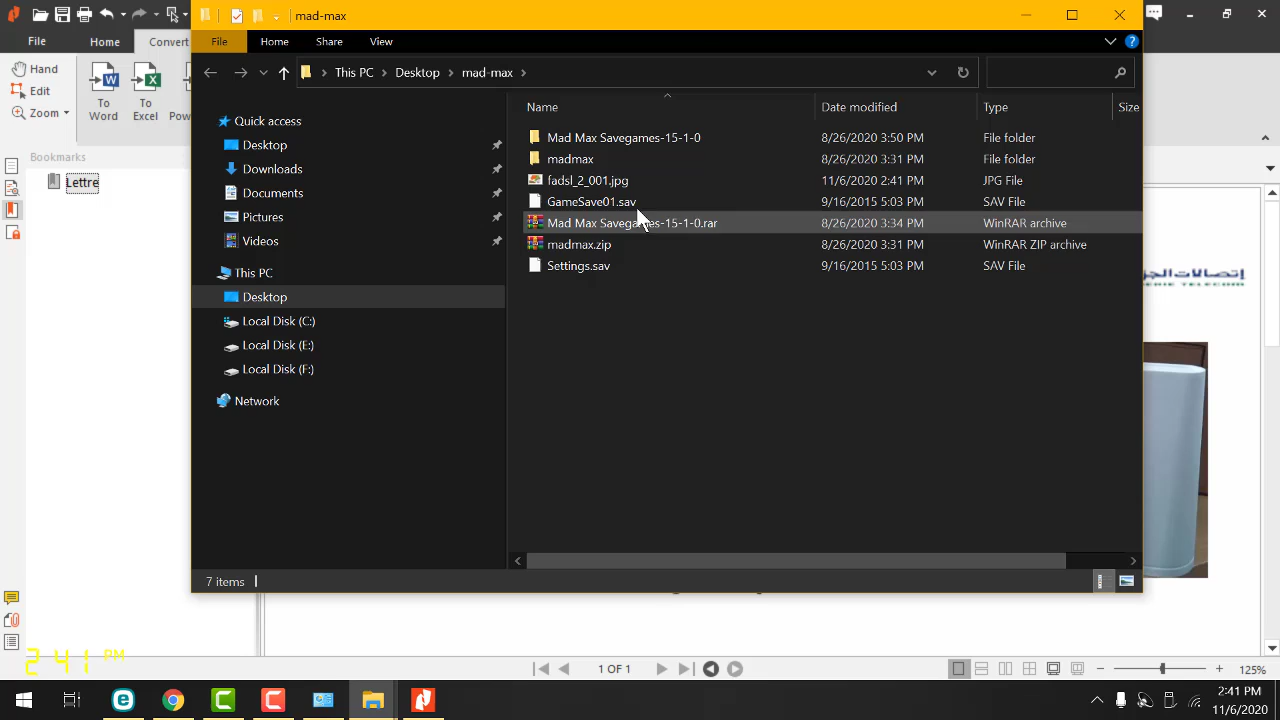 mad-max
File
Home
Convert
File
Home
Share
View
Hand
Edit
Zoom
To
Word
To
Excel
This PC
Desktop
mad-max
Bookmarks
Lettre
Quick access
Desktop
Downloads
Documents
Pictures
Videos
This PC
Desktop
Local Disk (C:)
Local Disk (E:)
Local Disk (F:)
Network
Name Date modified Type Size
Mad Max Savegames-15-1-0 8/26/2020 3:50 PM File folder
madmax 8/26/2020 3:31 PM File folder
fadsl_2_001.jpg 11/6/2020 2:41 PM JPG File
GameSave01.sav 9/16/2015 5:03 PM SAV File
Mad Max Savegames-15-1-0.rar 8/26/2020 3:34 PM WinRAR archive
madmax.zip 8/26/2020 3:31 PM WinRAR ZIP archive
Settings.sav 9/16/2015 5:03 PM SAV File
7 items
2:41 PM
1 OF 1
125%
2:41 PM
11/6/2020